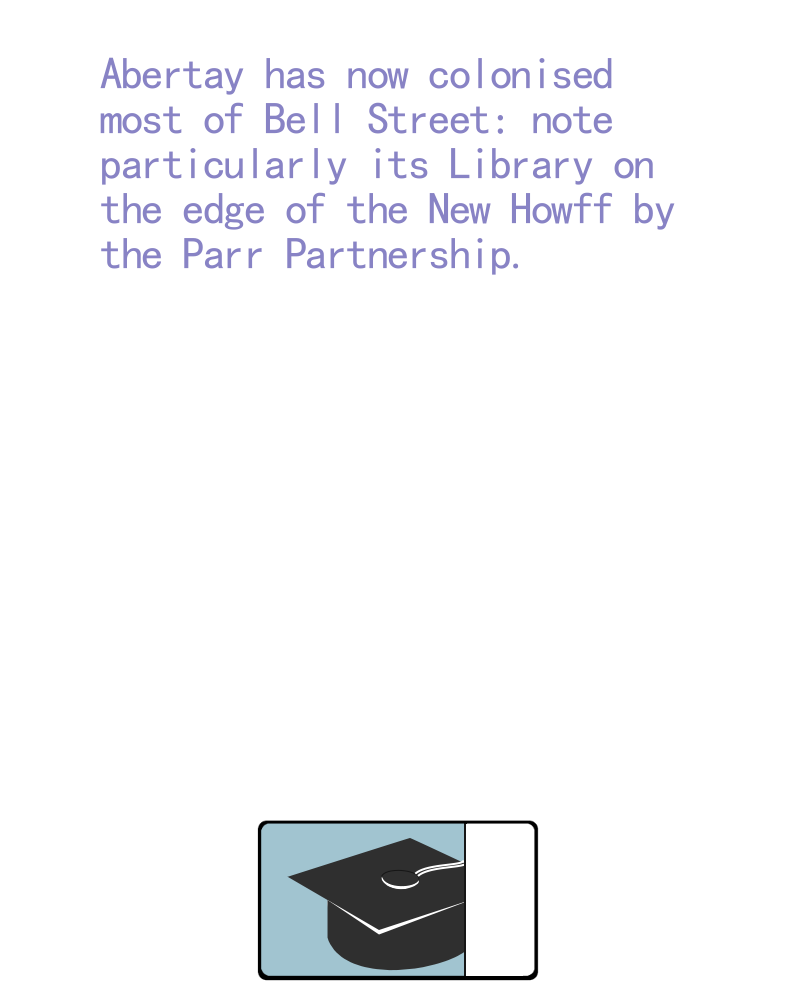 Abertay has now colonised
most of Bell Street: note
particularly its Library on
the edge of the New Howff by
the Parr Partnership.